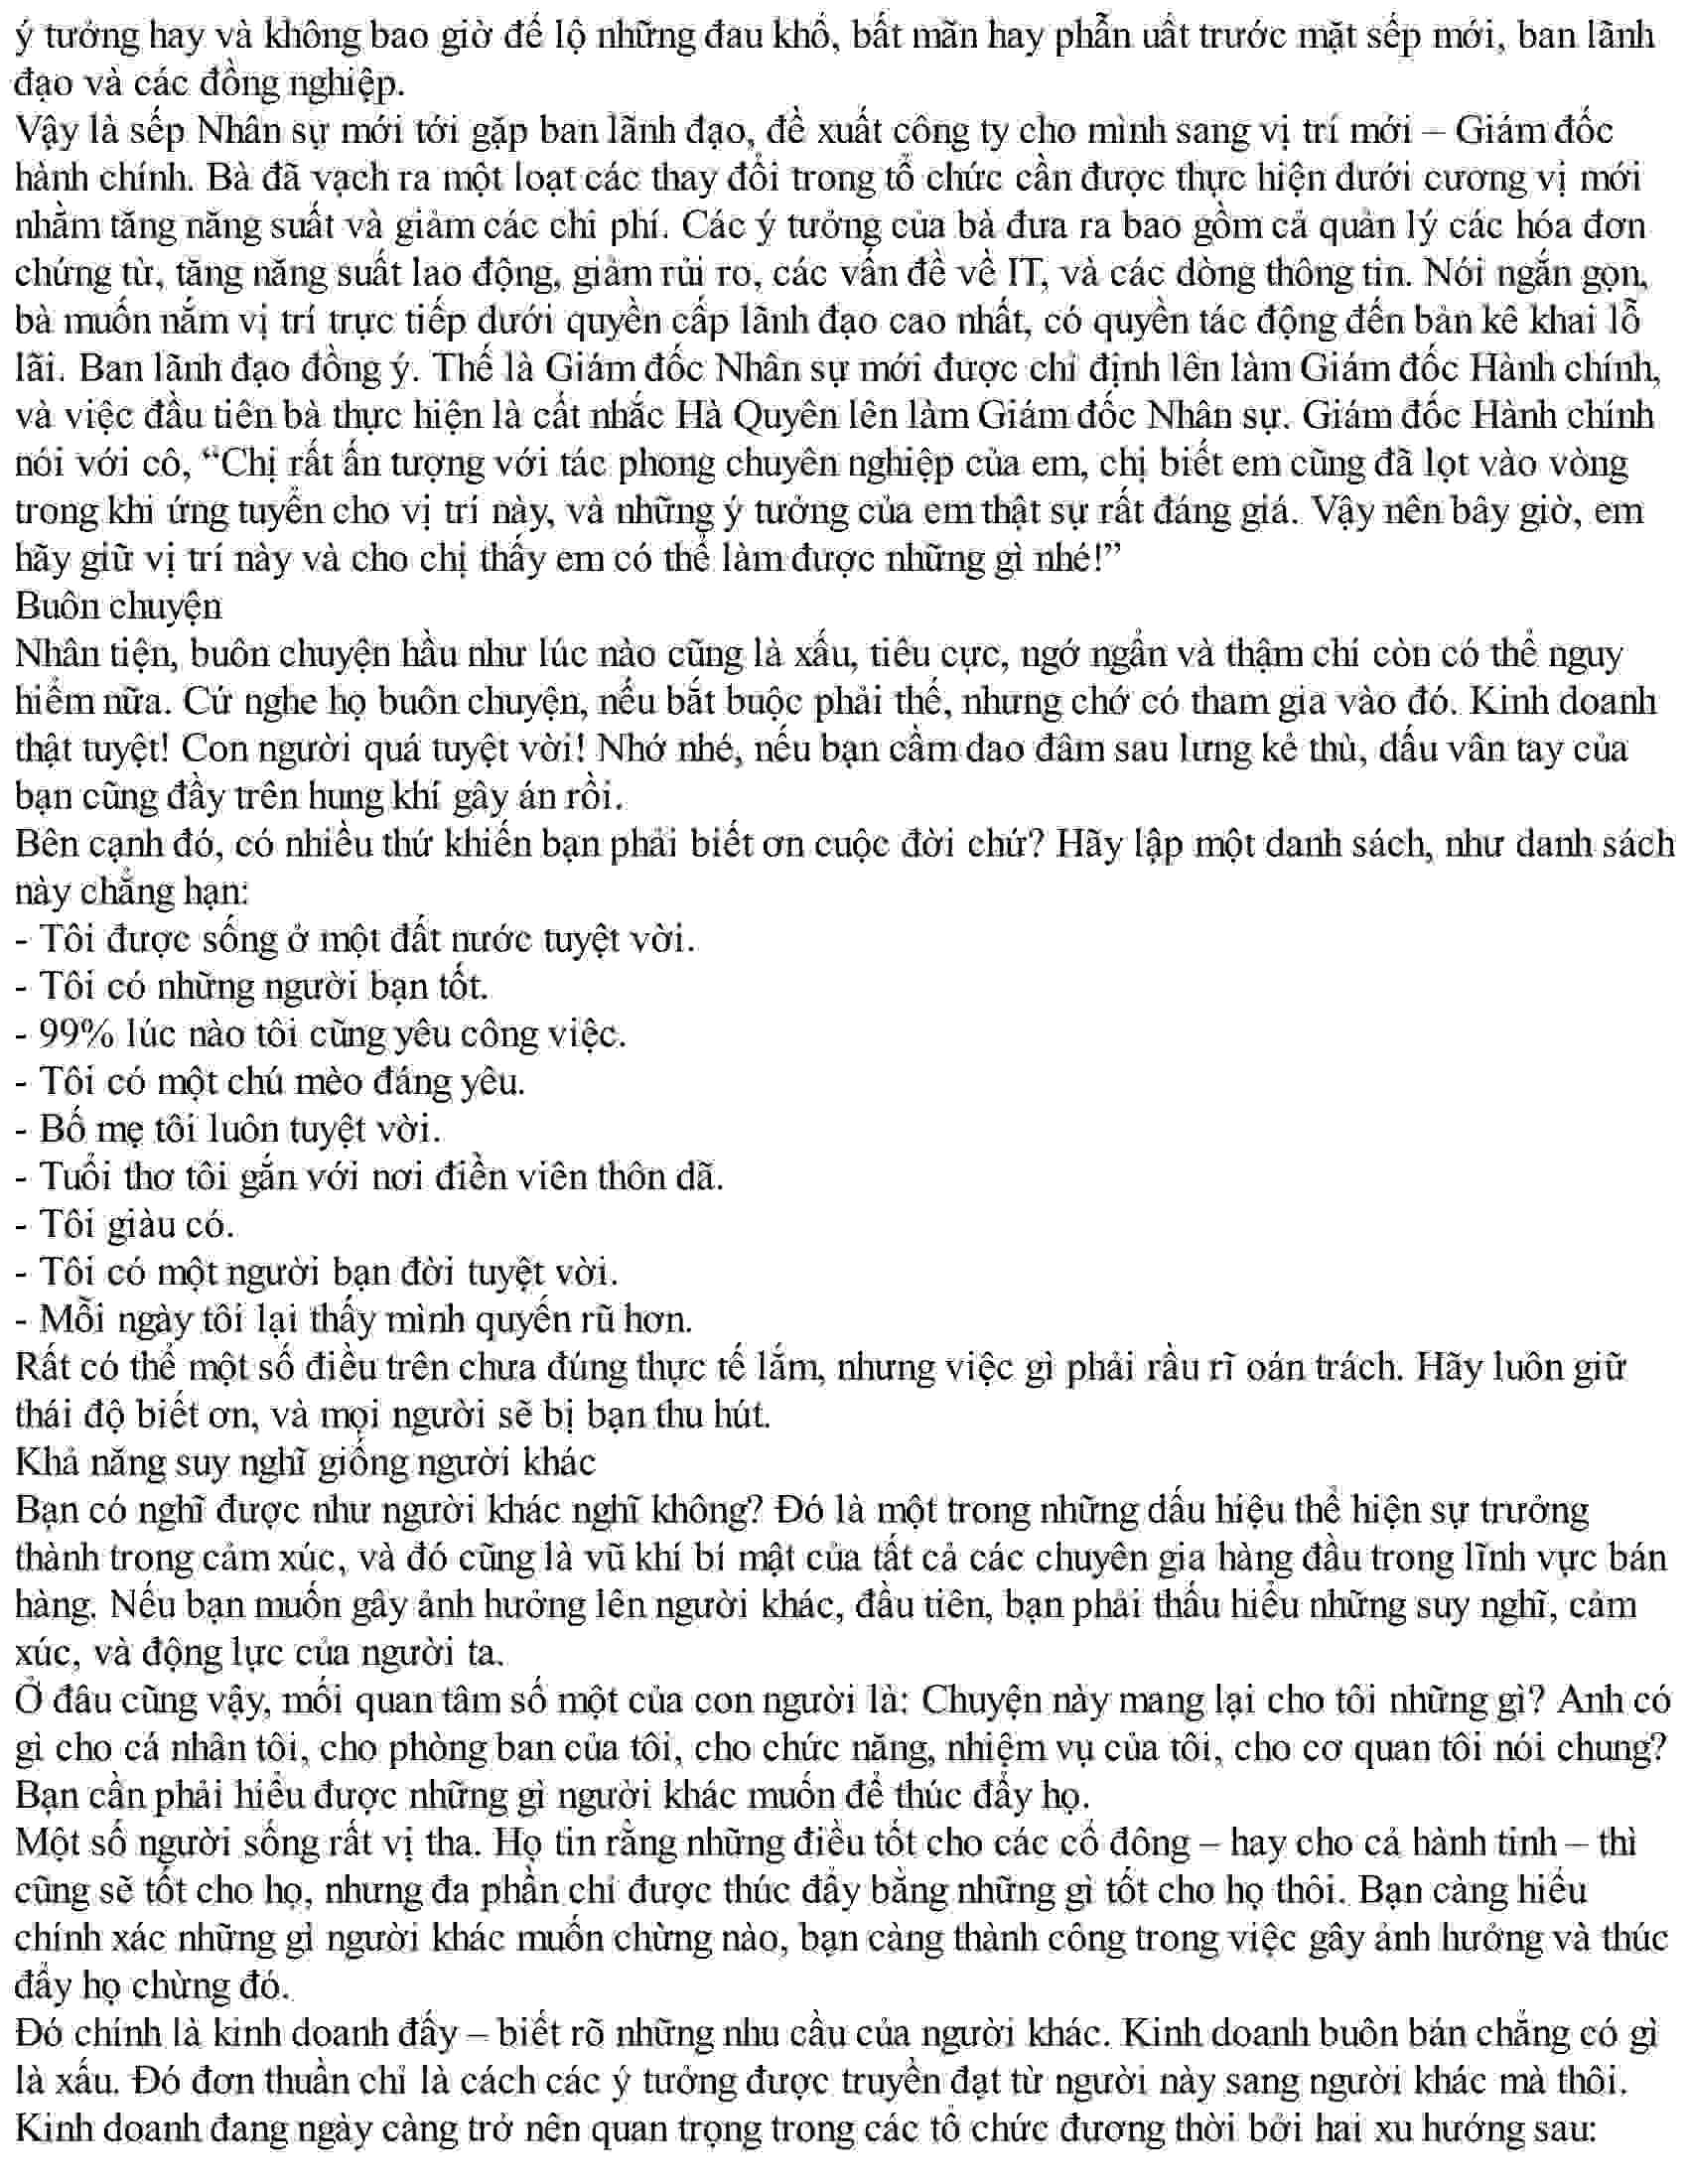 ý tưởng hay và không bao giờ để lộ những đau khổ, bất mãn hay phẫn uất trước mặt sếp mới, ban lãnh
đạo và các đồng nghiệp.
Vậy là sếp Nhân sự mới tới gặp ban lãnh đạo, đề xuất công ty cho mình sang vị trí mới – Giám đốc
hành chính. Bà đã vạch ra một loạt các thay đổi trong tổ chức cần được thực hiện dưới cương vị mới
nhằm tăng năng suất và giảm các chi phí. Các ý tưởng của bà đưa ra bao gồm cả quản lý các hóa đơn
chứng từ, tăng năng suất lao động, giảm rủi ro, các vấn đề về IT, và các dòng thông tin. Nói ngắn gọn,
bà muốn nắm vị trí trực tiếp dưới quyền cấp lãnh đạo cao nhất, có quyền tác động đến bản kê khai lỗ
lãi. Ban lãnh đạo đồng ý. Thế là Giám đốc Nhân sự mới được chỉ định lên làm Giám đốc Hành chính,
và việc đầu tiên bà thực hiện là cất nhắc Hà Quyên lên làm Giám đốc Nhân sự. Giám đốc Hành chính
nói với cô, “Chị rất ấn tượng với tác phong chuyên nghiệp của em, chị biết em cũng đã lọt vào vòng
trong khi ứng tuyển cho vị trí này, và những ý tưởng của em thật sự rất đáng giá. Vậy nên bây giờ, em
hãy giữ vị trí này và cho chị thấy em có thể làm được những gì nhé!”
Buôn chuyện
Nhân tiện, buôn chuyện hầu như lúc nào cũng là xấu, tiêu cực, ngớ ngẩn và thậm chí còn có thể nguy
hiểm nữa. Cứ nghe họ buôn chuyện, nếu bắt buộc phải thế, nhưng chớ có tham gia vào đó. Kinh doanh
thật tuyệt! Con người quá tuyệt vời! Nhớ nhé, nếu bạn cầm dao đâm sau lưng kẻ thù, dấu vân tay của
bạn cũng đầy trên hung khí gây án rồi.
Bên cạnh đó, có nhiều thứ khiến bạn phải biết ơn cuộc đời chứ? Hãy lập một danh sách, như danh sách
này chẳng hạn:
- Tôi được sống ở một đất nước tuyệt vời.
- Tôi có những người bạn tốt.
- 99% lúc nào tôi cũng yêu công việc.
- Tôi có một chú mèo đáng yêu.
- Bố mẹ tôi luôn tuyệt vời.
- Tuổi thơ tôi gắn với nơi điền viên thôn dã.
- Tôi giàu có.
- Tôi có một người bạn đời tuyệt vời.
- Mỗi ngày tôi lại thấy mình quyến rũ hơn.
Rất có thể một số điều trên chưa đúng thực tế lắm, nhưng việc gì phải rầu rĩ oán trách. Hãy luôn giữ
thái độ biết ơn, và mọi người sẽ bị bạn thu hút.
Khả năng suy nghĩ giống người khác
Bạn có nghĩ được như người khác nghĩ không? Đó là một trong những dấu hiệu thể hiện sự trưởng
thành trong cảm xúc, và đó cũng là vũ khí bí mật của tất cả các chuyên gia hàng đầu trong lĩnh vực bán
hàng. Nếu bạn muốn gây ảnh hưởng lên người khác, đầu tiên, bạn phải thấu hiểu những suy nghĩ, cảm
xúc, và động lực của người ta.
Ở đâu cũng vậy, mối quan tâm số một của con người là: Chuyện này mang lại cho tôi những gì? Anh có
gì cho cá nhân tôi, cho phòng ban của tôi, cho chức năng, nhiệm vụ của tôi, cho cơ quan tôi nói chung?
Bạn cần phải hiểu được những gì người khác muốn để thúc đẩy họ.
Một số người sống rất vị tha. Họ tin rằng những điều tốt cho các cổ đông – hay cho cả hành tinh – thì
cũng sẽ tốt cho họ, nhưng đa phần chỉ được thúc đẩy bằng những gì tốt cho họ thôi. Bạn càng hiểu
chính xác những gì người khác muốn chừng nào, bạn càng thành công trong việc gây ảnh hưởng và thúc
đẩy họ chừng đó.
Đó chính là kinh doanh đấy – biết rõ những nhu cầu của người khác. Kinh doanh buôn bán chẳng có gì
là xấu. Đó đơn thuần chỉ là cách các ý tưởng được truyền đạt từ người này sang người khác mà thôi.
Kinh doanh đang ngày càng trở nên quan trọng trong các tổ chức đương thời bởi hai xu hướng sau: